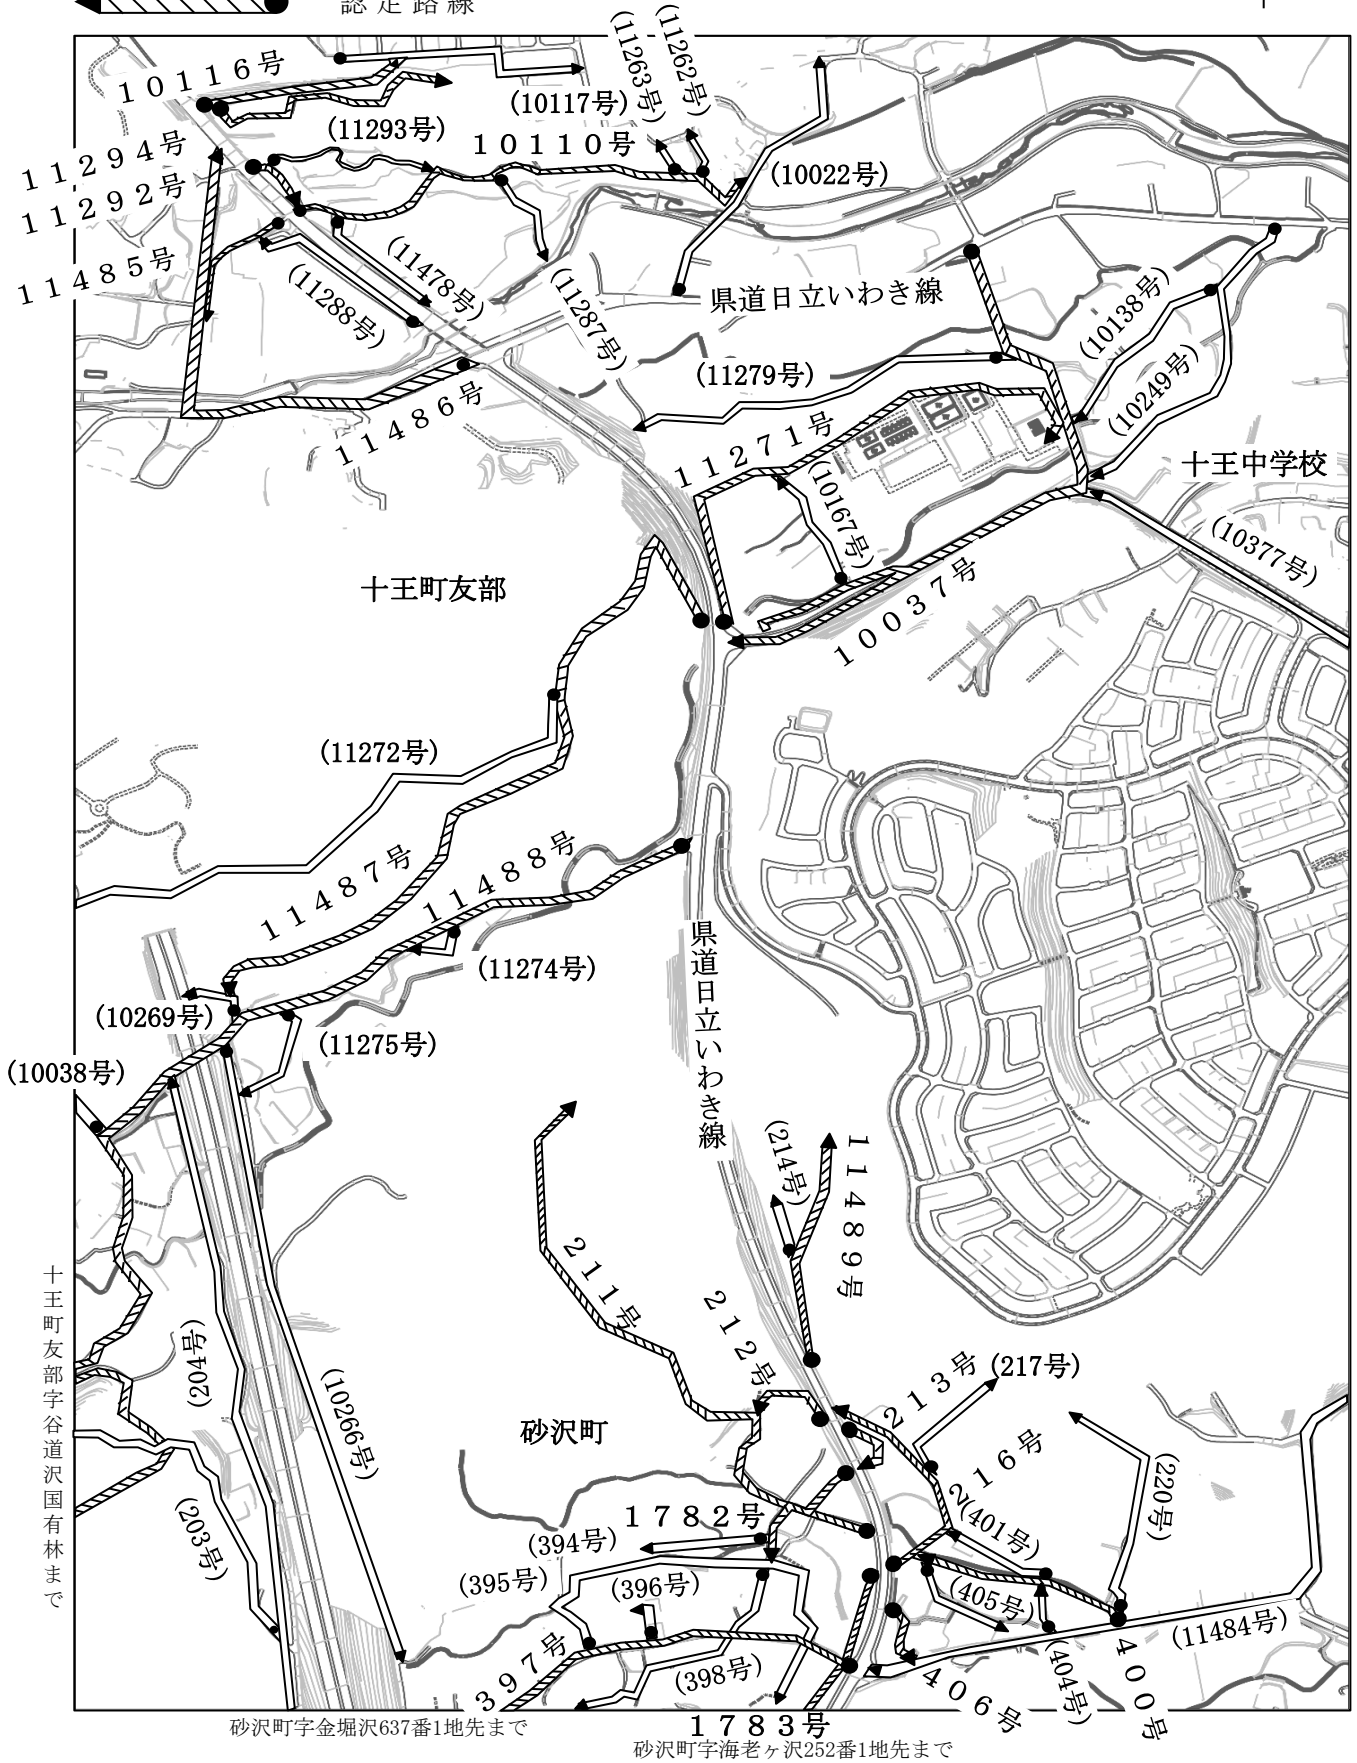 認定路線
１０１１６号
(11263号)
(11262号)
(10117号)
(11293号)
１１２９４号
１０１１０号
(10022号)
１１２９２号
１１４８５号
(11288号)
(11478号)
(11287号)
県道日立いわき線
(10138号)
(11279号)
(10249号)
１１４８６号
１１２７１号
(10167号)
十王中学校
(10377号)
十王町友部
１００３７号
(11272号)
１１４８７号
１１４８８号
県道日立いわき線
(11274号)
(10269号)
(11275号)
(10038号)
(214号)
１１４８９号
２１１号
２１２号
十王町友部字谷道沢国有林まで
(204号)
(10266号)
２１３号
(217号)
砂沢町
２１６号
(220号)
(203号)
１７８２号
(394号)
(401号)
(395号)
(396号)
(405号)
３９７号
(398号)
４０６号
(404号)
４００号
(11484号)
１７８３号
砂沢町字金堀沢637番1地先まで
砂沢町字海老ヶ沢252番1地先まで